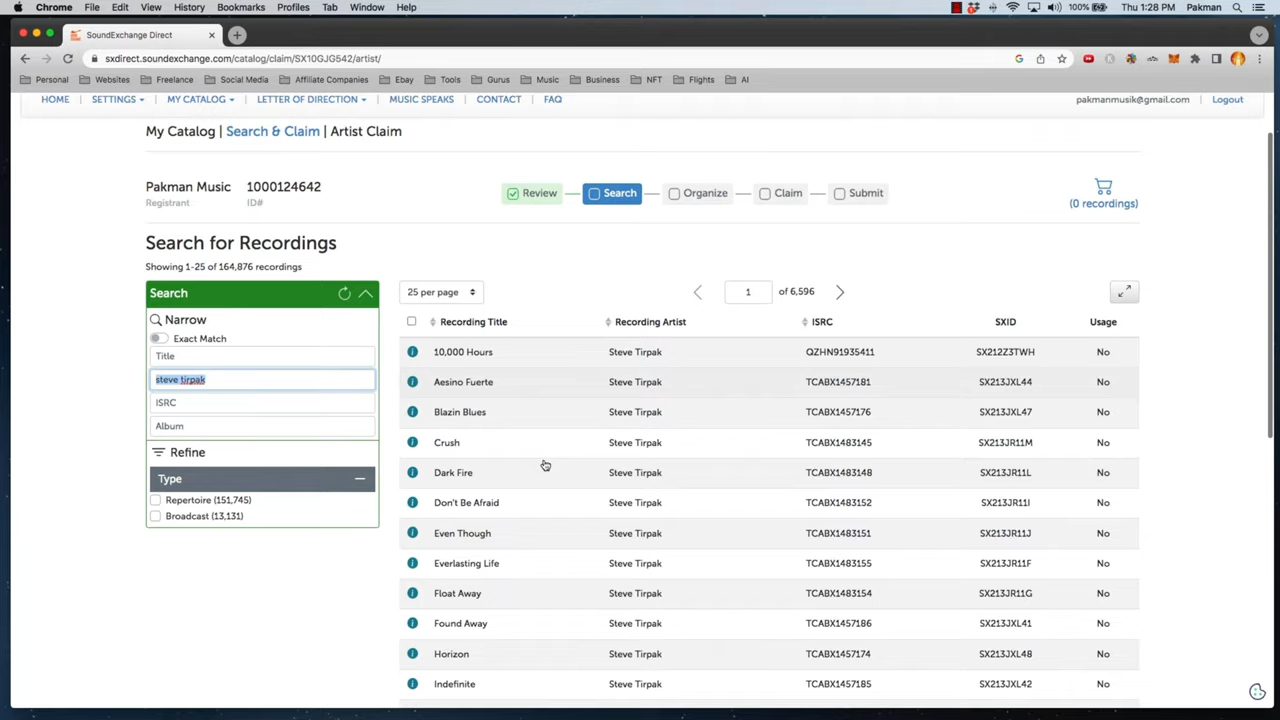 Chrome File Edit View History Bookmarks Profiles Tab Window Help 100% Thu 1:28 PM Pakman
SoundExchange Direct
sxdirect.soundexchange.com/catalog/claim/SX10GJG542/artist/
Personal Websites Freelance Social Media Affiliate Companies Ebay Tools Gurus Music Business NFT Flights AI
HOME SETTINGS MY CATALOG LETTER OF DIRECTION MUSIC SPEAKS CONTACT FAQ pakmanmusik@gmail.com | Logout
My Catalog | Search & Claim | Artist Claim
Pakman Music 1000124642 Review Search Organize Claim Submit
Registrant ID# (0 recordings)
Search for Recordings
Showing 1-25 of 164,876 recordings
Search
Narrow
Exact Match
Title
steve tirpak
ISRC
Album
Refine
Type
Repertoire (151,745)
Broadcast (13,131)
25 per page 1 of 6,596
Recording Title Recording Artist ISRC SXID Usage
10,000 Hours Steve Tirpak QZHN91935411 SX212Z3TWH No
Aesino Fuerte Steve Tirpak TCABX1457181 SX213JXL44 No
Blazin Blues Steve Tirpak TCABX1457176 SX213JXL47 No
Crush Steve Tirpak TCABX1483145 SX213JR11M No
Dark Fire Steve Tirpak TCABX1483148 SX213JR11L No
Don't Be Afraid Steve Tirpak TCABX1483152 SX213JR11I No
Even Though Steve Tirpak TCABX1483151 SX213JR11J No
Everlasting Life Steve Tirpak TCABX1483155 SX213JR11F No
Float Away Steve Tirpak TCABX1483154 SX213JR11G No
Found Away Steve Tirpak TCABX1457186 SX213JXL41 No
Horizon Steve Tirpak TCABX1457174 SX213JXL48 No
Indefinite Steve Tirpak TCABX1457185 SX213JXL42 No